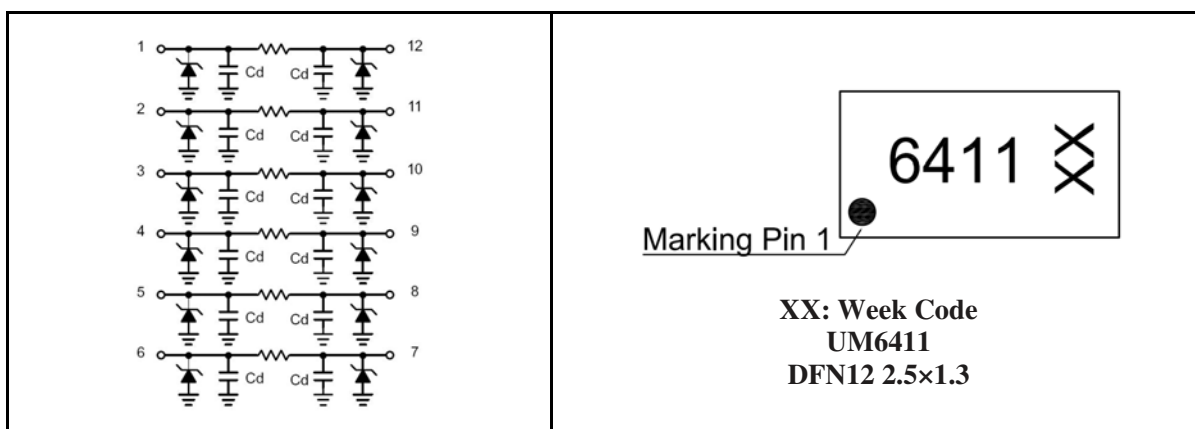 1 12
Cd Cd
2 11
Cd Cd
3 10
Cd Cd
4 9
Cd Cd
5 8
Cd Cd
6 7
Cd Cd
6411 XX
Marking Pin 1
XX: Week Code
UM6411
DFN12 2.5×1.3